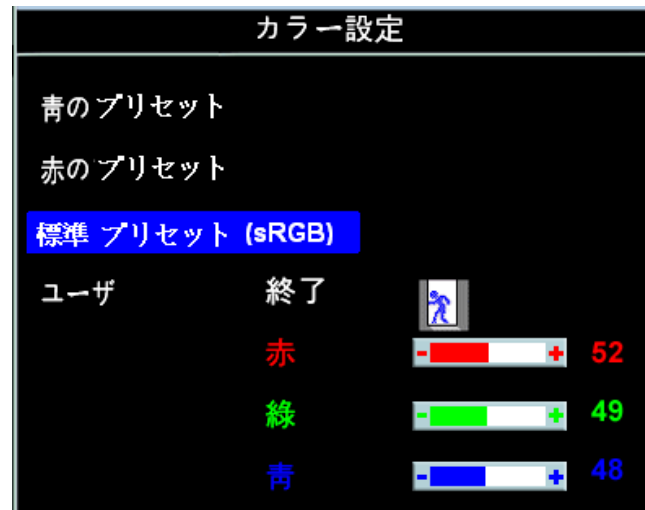 カラー設定
青のプリセット
赤のプリセット
標準 プリセット (sRGB)
ユーザ 終了
赤 - + 52
綠 - + 49
青 - + 48